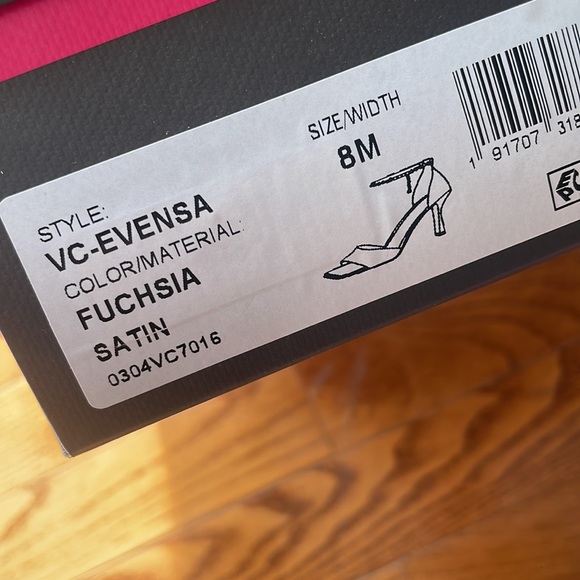 STYLE:
VC-EVENSA
COLOR/MATERIAL:
FUCHSIA
SATIN
0304VC7016
SIZE/WIDTH
8M
1 91707 318